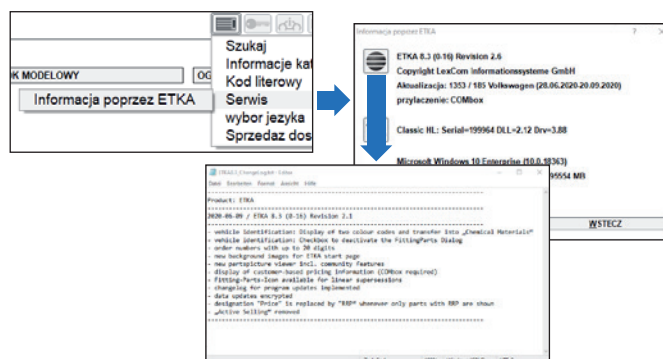 Szukaj
Informacje kat
Kod literowy
Serwis
wybor jezyka
Sprzedaz dos
OK MODELOWY
OG
Informacja poprzez ETKA
Informacja poprzez ETKA
ETKA 8.3 (0-16) Revision 2.6
Copyright LexCom Informationssysteme GmbH
Aktualizacja: 1353 / 185 Volkswagen (28.06.2020-20.09.2020)
przylaczenie: COMbox
Classic HL: Serial=199964 DLL=2.12 Drv=3.88
Microsoft Windows 10 Enterprise (10.0.18363)
95554 MB
WSTECZ
Datei Bearbeiten Format Ansicht Hilfe
Product: ETKA
2020-06-09 / ETKA 8.3 (0-16) Revision 2.1
- vehicle identification: Display of two colour codes and transfer into „Chemical Materials"
- vehicle identification: Checkbox to deactivate the FittingParts Dialog
- order numbers with up to 20 digits
- new background images for ETKA start page
- new partspicture viewer incl. community features
- display of customer-based pricing information (COMbox required)
- Fitting-Parts-Icon available for linear supersessions
- changelog for program updates implemented
- data updates encrypted
- designation "Price" is replaced by "RRP" whenever only parts with RRP are shown
- „Active Selling" removed